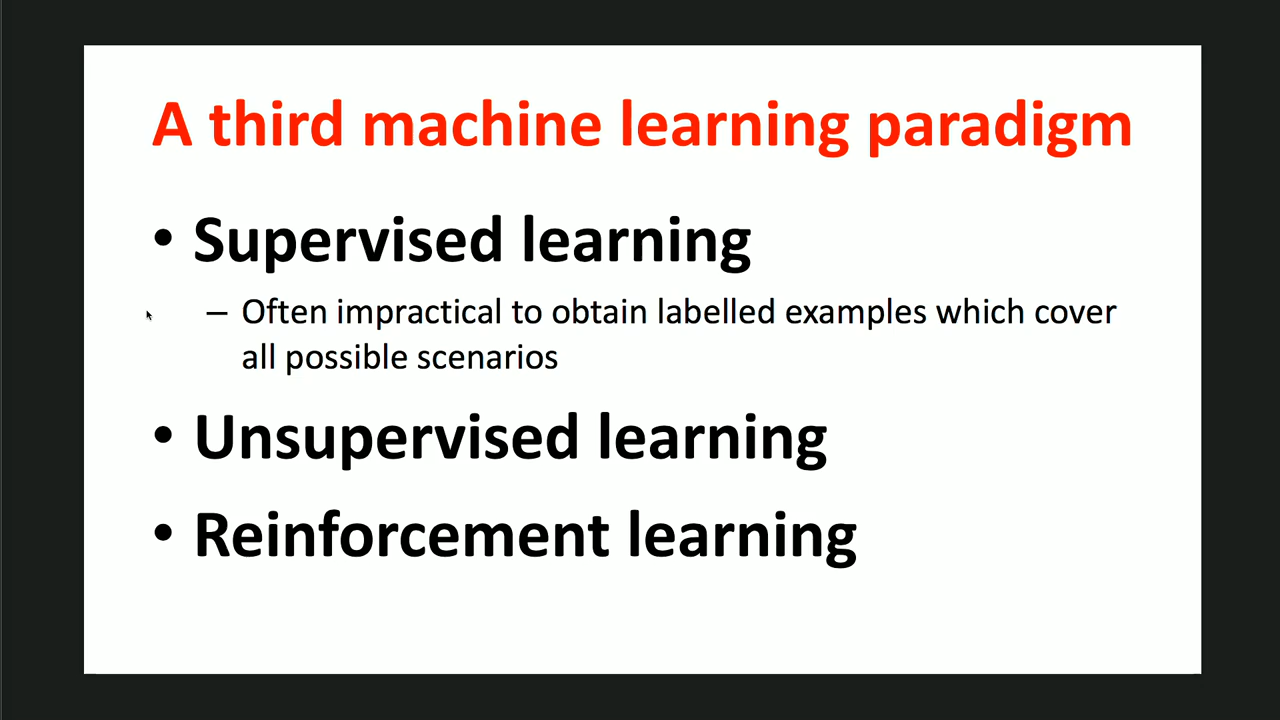 A third machine learning paradigm
• Supervised learning
– Often impractical to obtain labelled examples which cover
all possible scenarios
• Unsupervised learning
• Reinforcement learning